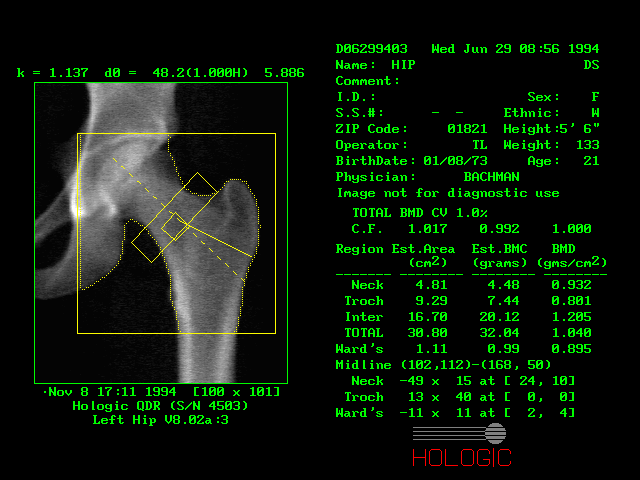 k = 1.137 d0 = 48.2(1.000H) 5.886
·Nov 8 17:11 1994 [100 x 101]
Hologic QDR (S/N 4503)
Left Hip V8.02a:3
D06299403 Wed Jun 29 08:56 1994
Name: HIP DS
Comment:
I.D.: Sex: F
S.S.#: - - Ethnic: W
ZIP Code: 01821 Height:5' 6"
Operator: TL Weight: 133
BirthDate: 01/08/73 Age: 21
Physician: BACHMAN
Image not for diagnostic use
TOTAL BMD CV 1.0%
C.F. 1.017 0.992 1.000
Region Est.Area Est.BMC BMD
(cm2) (grams) (gms/cm2)
------- -------- -------- ---------
Neck 4.81 4.48 0.932
Troch 9.29 7.44 0.801
Inter 16.70 20.12 1.205
TOTAL 30.80 32.04 1.040
Ward's 1.11 0.99 0.895
Midline (102,112)-(168, 50)
Neck -49 x 15 at [ 24, 10]
Troch 13 x 40 at [ 0, 0]
Ward's -11 x 11 at [ 2, 4]
HOLOGIC